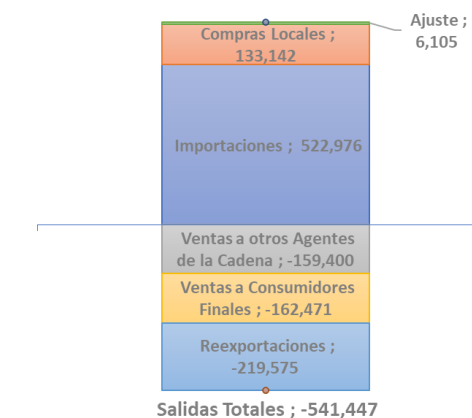 Ajuste ;
6,105
Compras Locales ;
133,142
Importaciones ; 522,976
Ventas a otros Agentes
de la Cadena ; -159,400
Ventas a Consumidores
Finales ; -162,471
Reexportaciones ;
-219,575
Salidas Totales ; -541,447